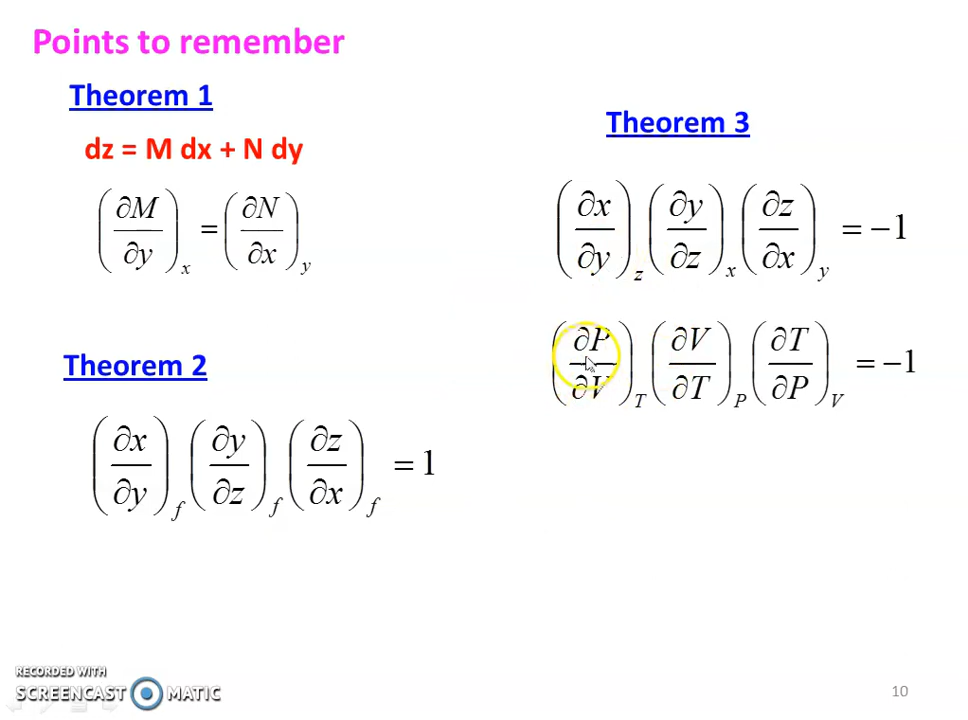 Points to remember
Theorem 1
dz = M dx + N dy
(∂M/∂y)ₓ = (∂N/∂x)_y
Theorem 2
(∂x/∂y)_f (∂y/∂z)_f (∂z/∂x)_f = 1
Theorem 3
(∂x/∂y)_z (∂y/∂z)_x (∂z/∂x)_y = −1
(∂P/∂V)_T (∂V/∂T)_P (∂T/∂P)_V = −1
RECORDED WITH
SCREENCAST MATIC
10